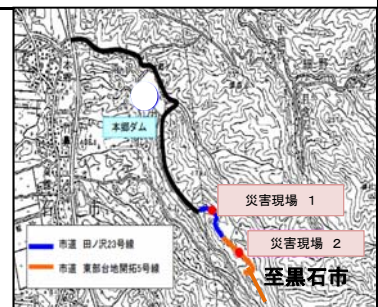 本郷ダム
災害現場 1
災害現場 2
至黒石市
市道 田ノ沢23号線
市道 東部台地開拓5号線